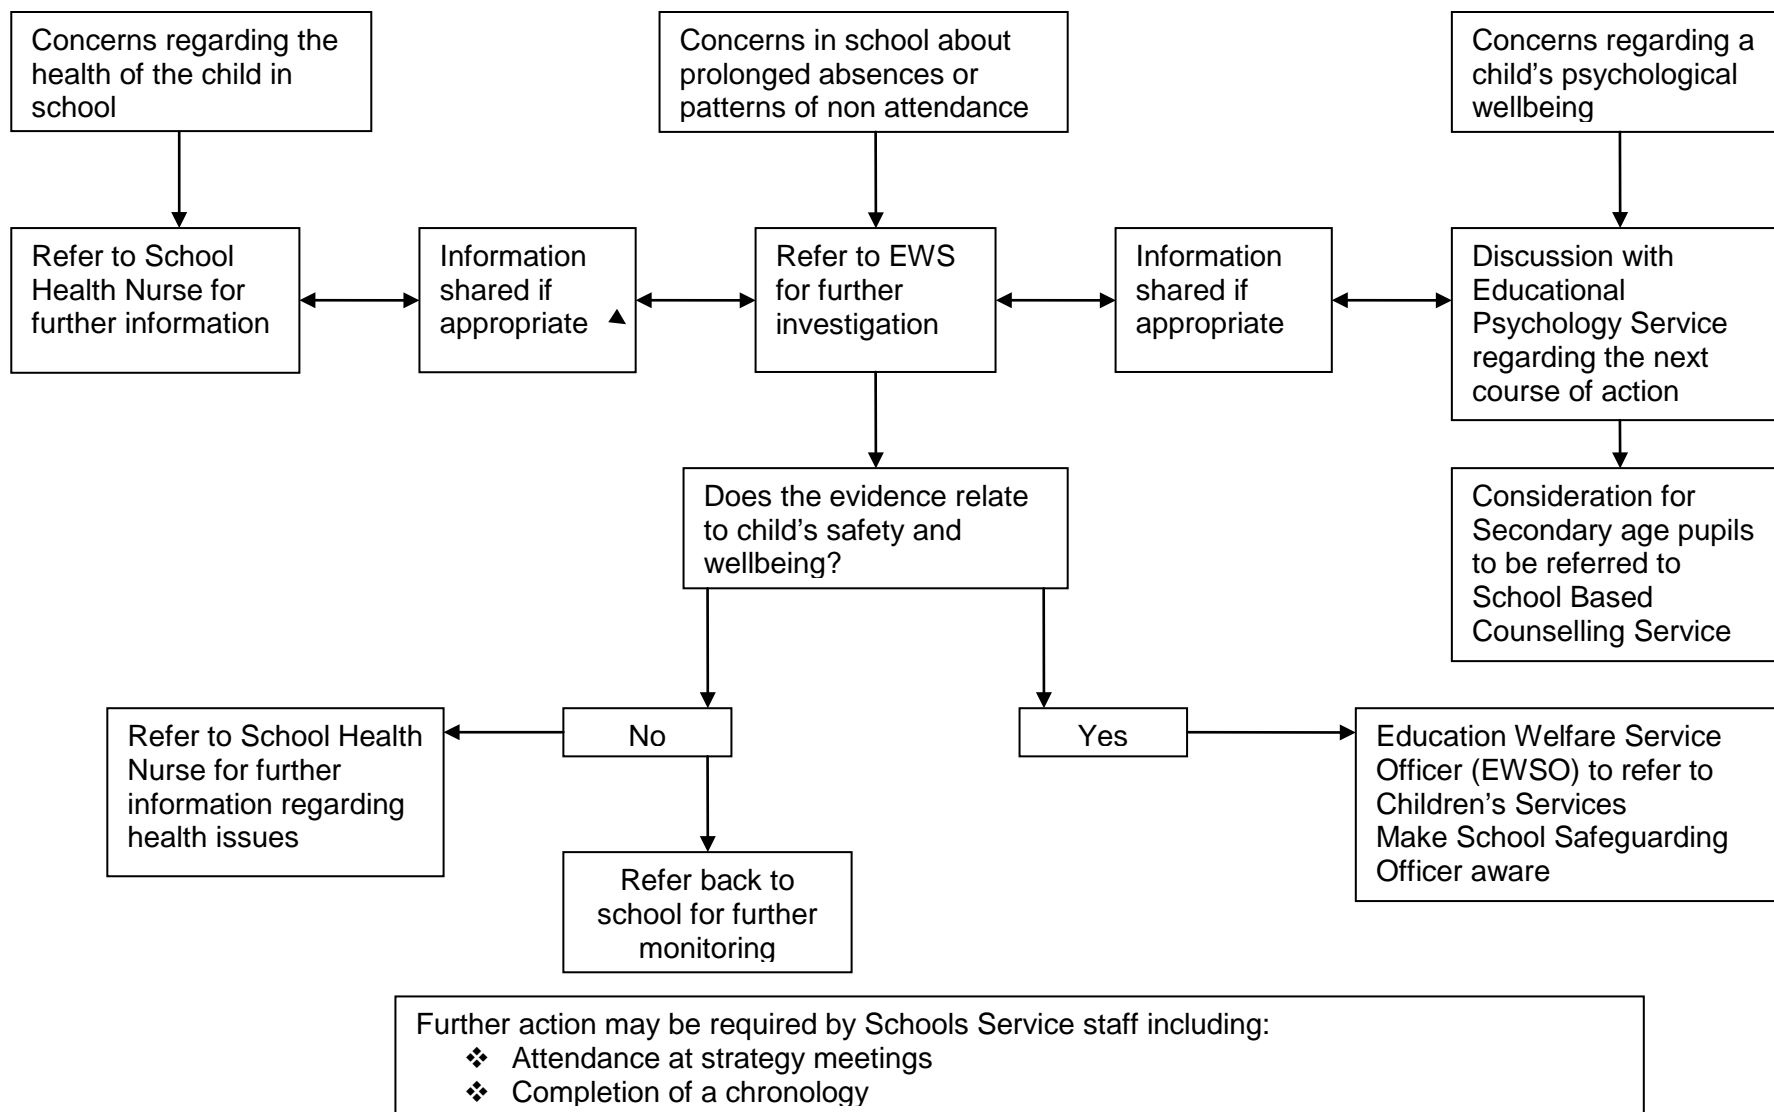 Concerns regarding the
health of the child in
school
Concerns in school about
prolonged absences or
patterns of non attendance
Concerns regarding a
child’s psychological
wellbeing
Refer to School
Health Nurse for
further information
Information
shared if
appropriate
Refer to EWS
for further
investigation
Information
shared if
appropriate
Discussion with
Educational
Psychology Service
regarding the next
course of action
Does the evidence relate
to child’s safety and
wellbeing?
Consideration for
Secondary age pupils
to be referred to
School Based
Counselling Service
Refer to School Health
Nurse for further
information regarding
health issues
No
Yes
Education Welfare Service
Officer (EWSO) to refer to
Children’s Services
Make School Safeguarding
Officer aware
Refer back to
school for further
monitoring
Further action may be required by Schools Service staff including:
❖ Attendance at strategy meetings
❖ Completion of a chronology